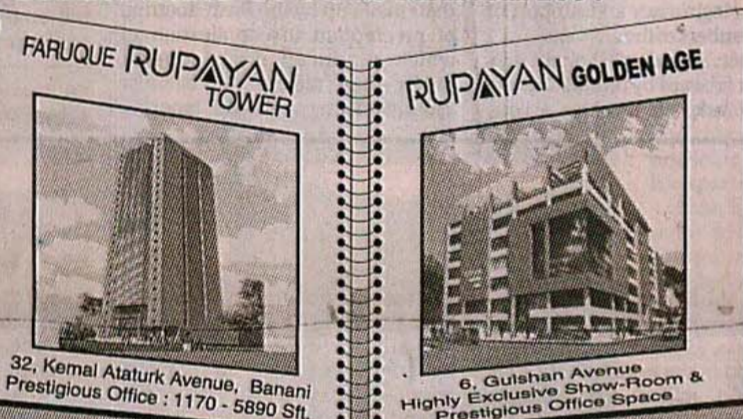 FARUQUE RUPAYAN
TOWER
32, Kemal Ataturk Avenue, Banani
Prestigious Office : 1170 - 5890 Sft.
RUPAYAN GOLDEN AGE
6, Gulshan Avenue
Highly Exclusive Show-Room &
Prestigious Office Space